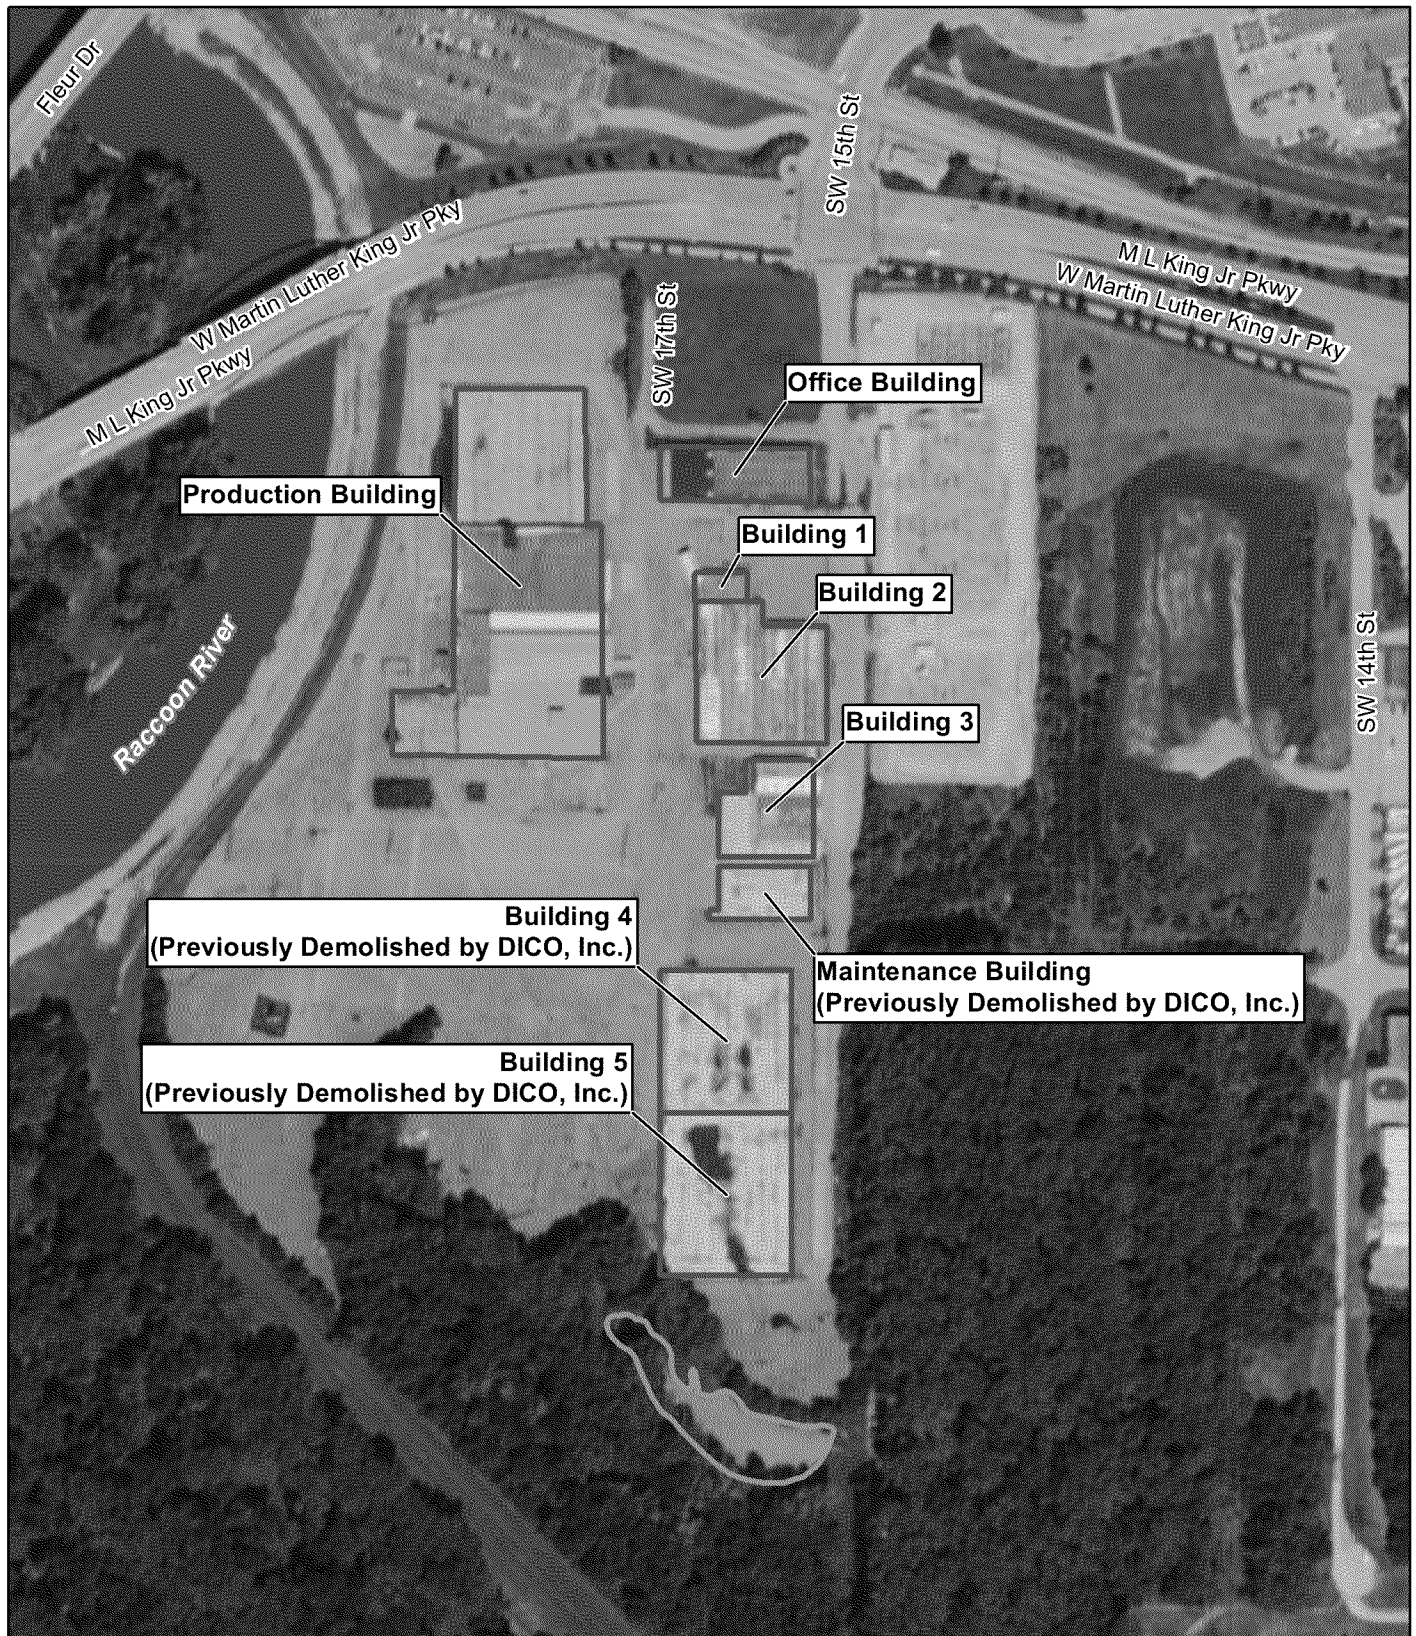 Fleur Dr
SW 15th St
W Martin Luther King Jr Pky
M L King Jr Pkwy
M L King Jr Pkwy
W Martin Luther King Jr Pky
SW 17th St
Office Building
Production Building
Building 1
Building 2
SW 14th St
Raccoon River
Building 3
Building 4
(Previously Demolished by DICO, Inc.)
Maintenance Building
(Previously Demolished by DICO, Inc.)
Building 5
(Previously Demolished by DICO, Inc.)